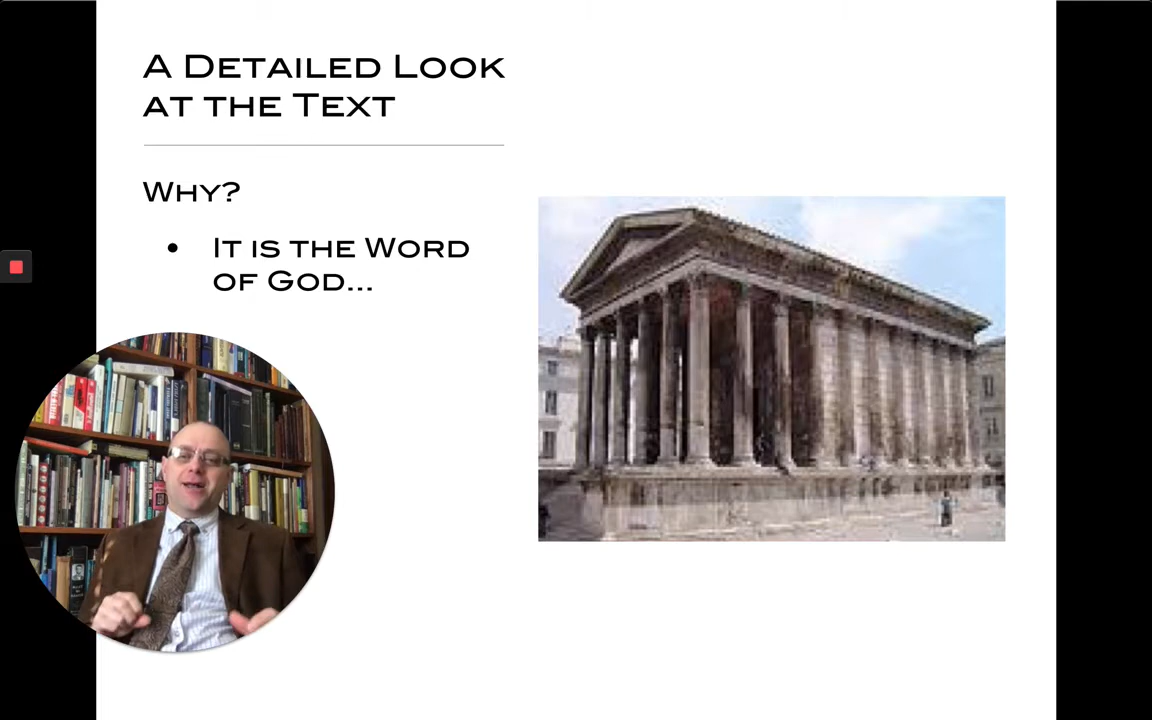 A Detailed Look
at the Text
Why?
• It is the Word
of God...